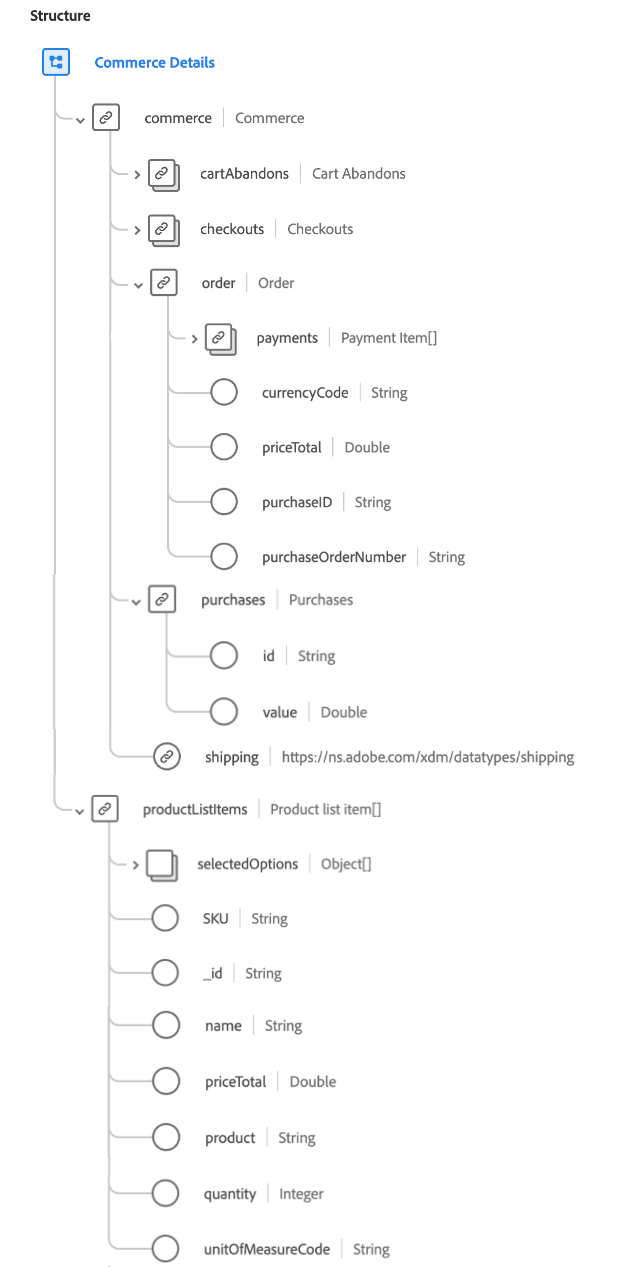 Structure
Commerce Details
commerce | Commerce
cartAbandons | Cart Abandons
checkouts | Checkouts
order | Order
payments | Payment Item[]
currencyCode | String
priceTotal | Double
purchaseID | String
purchaseOrderNumber | String
purchases | Purchases
id | String
value | Double
shipping | https://ns.adobe.com/xdm/datatypes/shipping
productListItems | Product list item[]
selectedOptions | Object[]
SKU | String
_id | String
name | String
priceTotal | Double
product | String
quantity | Integer
unitOfMeasureCode | String